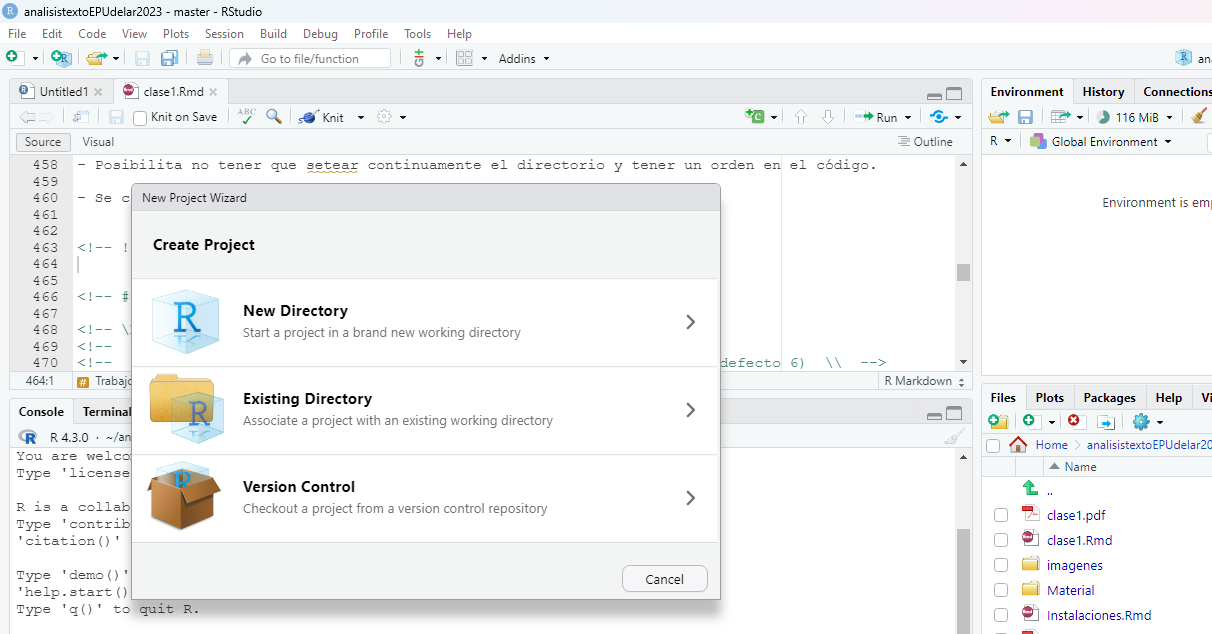 analisistextoEPUdelar2023 - master - RStudio
File Edit Code View Plots Session Build Debug Profile Tools Help
Go to file/function Addins
Untitled1 clase1.Rmd
Knit on Save ABC Knit Run
Source Visual Outline
458 - Posibilita no tener que setear continuamente el directorio y tener un orden en el código.
459
460 - Se c
461
462
463 <!-- !
464
465
466 <!-- #
467
468 <!-- \
469 <!--
470 <!-- defecto 6) \\ -->
464:1 # Trabajo R Markdown
New Project Wizard
Create Project
New Directory
Start a project in a brand new working directory
Existing Directory
Associate a project with an existing working directory
Version Control
Checkout a project from a version control repository
Cancel
Console Terminal
R 4.3.0 · ~/an
You are welco
Type 'license
R is a collab
Type 'contrib
'citation()'
Type 'demo()'
'help.start()
Type 'q()' to quit R.
Environment History Connections
116 MiB
R Global Environment
Environment is emp
Files Plots Packages Help Vi
Home analisistextoEPUdelar20
Name
..
clase1.pdf
clase1.Rmd
imagenes
Material
Instalaciones.Rmd